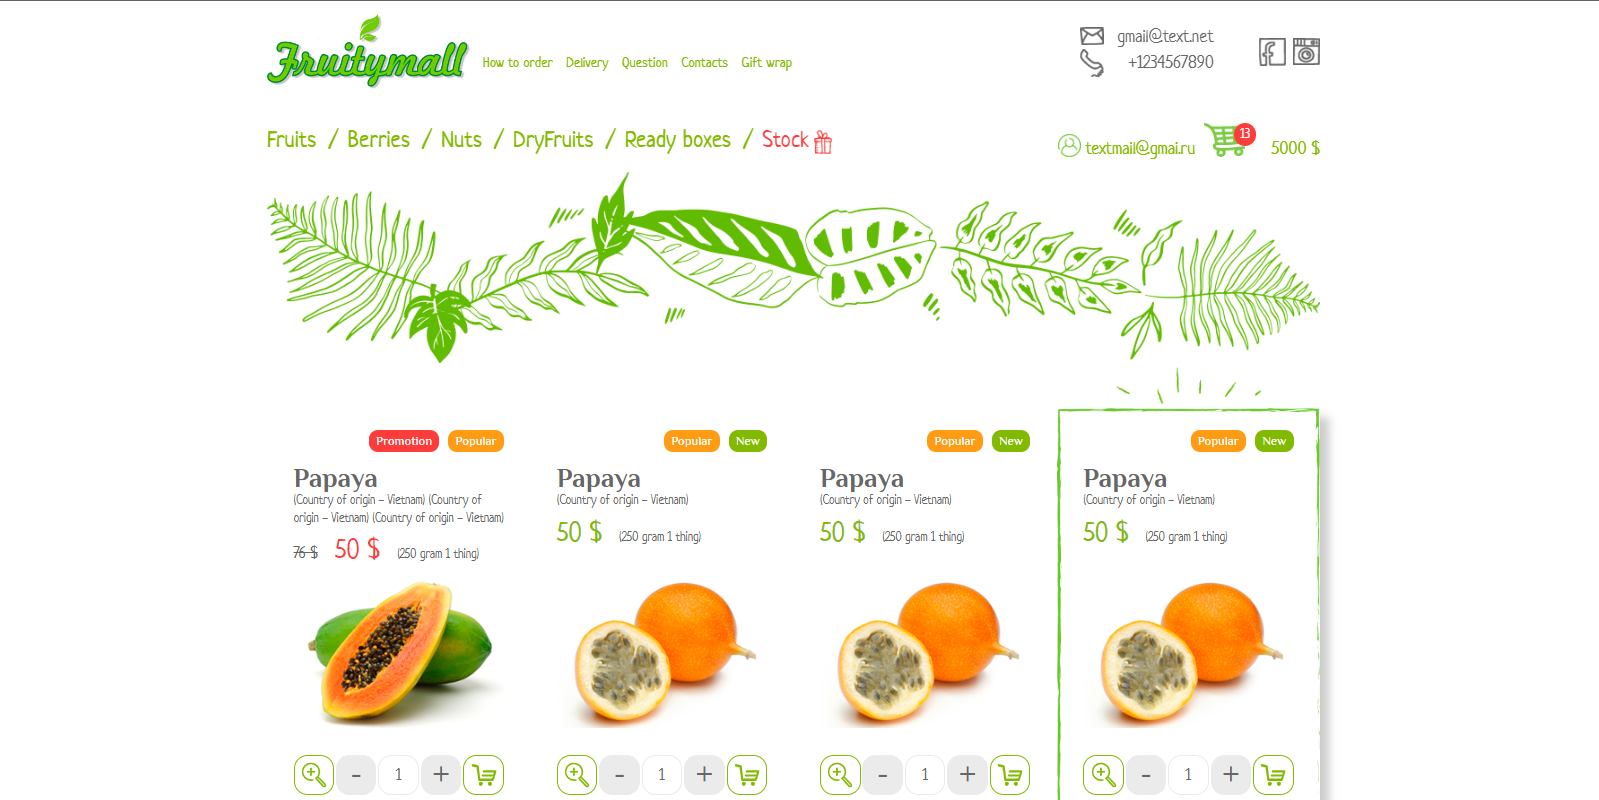 Fruitymall
How to order Delivery Question Contacts Gift wrap
gmail@text.net
+1234567890
Fruits / Berries / Nuts / DryFruits / Ready boxes / Stock
textmail@gmai.ru 13 5000 $
Promotion Popular
Papaya
(Country of origin – Vietnam) (Country of
origin – Vietnam) (Country of origin – Vietnam)
76 $ 50 $ (250 gram 1 thing)
- 1 +
Popular New
Papaya
(Country of origin – Vietnam)
50 $ (250 gram 1 thing)
- 1 +
Popular New
Papaya
(Country of origin – Vietnam)
50 $ (250 gram 1 thing)
- 1 +
Popular New
Papaya
(Country of origin – Vietnam)
50 $ (250 gram 1 thing)
- 1 +